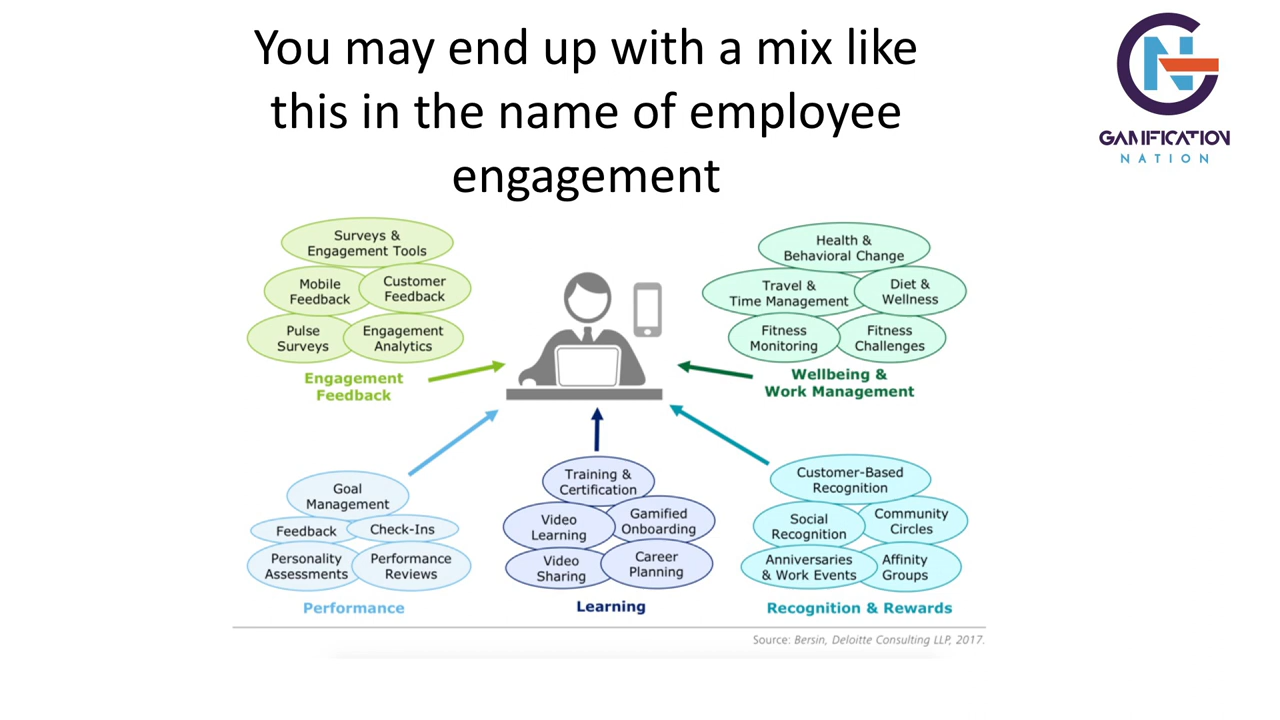 You may end up with a mix like
this in the name of employee
engagement
GAMIFICATION
NATION
Surveys &
Engagement Tools
Mobile
Feedback
Customer
Feedback
Pulse
Surveys
Engagement
Analytics
Engagement
Feedback
Health &
Behavioral Change
Travel &
Time Management
Diet &
Wellness
Fitness
Monitoring
Fitness
Challenges
Wellbeing &
Work Management
Goal
Management
Feedback
Check-Ins
Personality
Assessments
Performance
Reviews
Performance
Training &
Certification
Video
Learning
Gamified
Onboarding
Video
Sharing
Career
Planning
Learning
Customer-Based
Recognition
Social
Recognition
Community
Circles
Anniversaries
& Work Events
Affinity
Groups
Recognition & Rewards
Source: Bersin, Deloitte Consulting LLP, 2017.